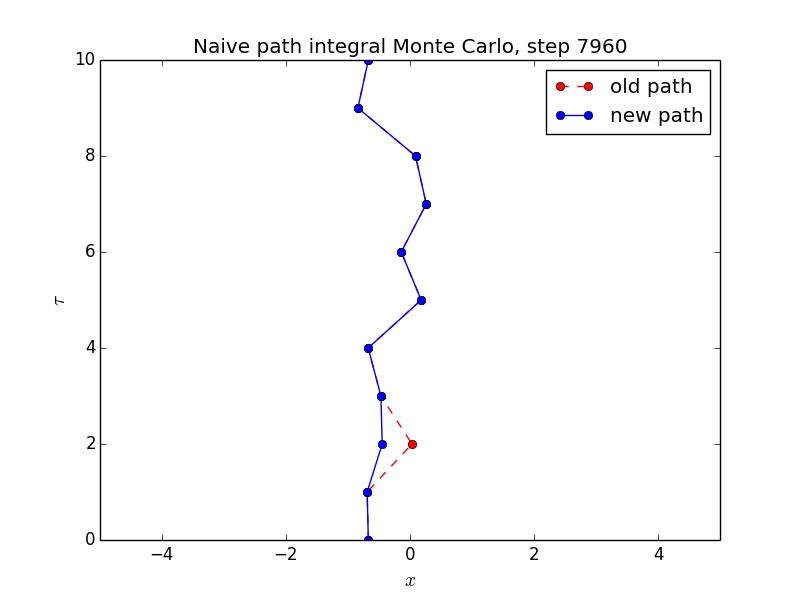 Naive path integral Monte Carlo, step 7960
10
8
6
4
2
0
τ
old path
new path
−4
−2
0
2
4
x